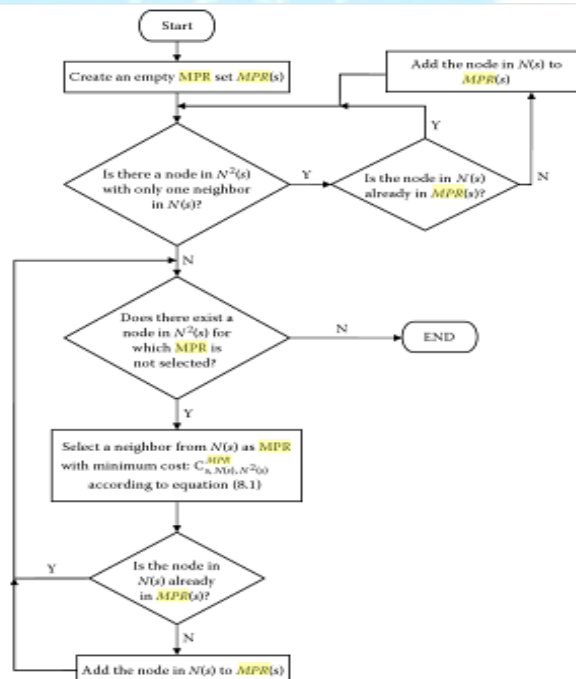 Start
Create an empty MPR set MPR(s)
Add the node in N(s) to
MPR(s)
Is there a node in N²(s)
with only one neighbor
in N(s)?
Y
Is the node in N(s)
already in MPR(s)?
Y
N
N
Does there exist a
node in N²(s) for
which MPR is
not selected?
N
END
Y
Select a neighbor from N(s) as MPR
with minimum cost: C^MPR_s, N(s), N²(s)
according to equation (8.1)
Is the node in
N(s) already
in MPR(s)?
Y
N
Add the node in N(s) to MPR(s)